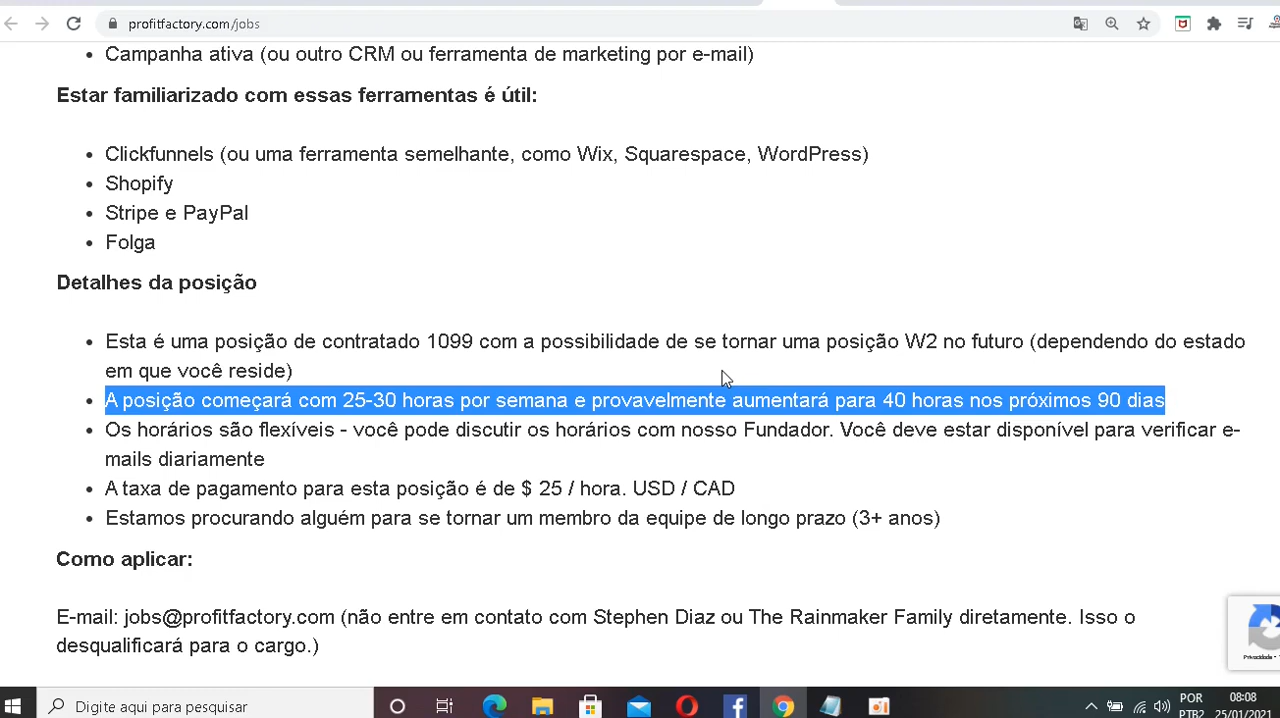 profitfactory.com/jobs
• Campanha ativa (ou outro CRM ou ferramenta de marketing por e-mail)
Estar familiarizado com essas ferramentas é útil:
• Clickfunnels (ou uma ferramenta semelhante, como Wix, Squarespace, WordPress)
• Shopify
• Stripe e PayPal
• Folga
Detalhes da posição
• Esta é uma posição de contratado 1099 com a possibilidade de se tornar uma posição W2 no futuro (dependendo do estado
em que você reside)
• A posição começará com 25-30 horas por semana e provavelmente aumentará para 40 horas nos próximos 90 dias
• Os horários são flexíveis - você pode discutir os horários com nosso Fundador. Você deve estar disponível para verificar e-
mails diariamente
• A taxa de pagamento para esta posição é de $ 25 / hora. USD / CAD
• Estamos procurando alguém para se tornar um membro da equipe de longo prazo (3+ anos)
Como aplicar:
E-mail: jobs@profitfactory.com (não entre em contato com Stephen Diaz ou The Rainmaker Family diretamente. Isso o
desqualificará para o cargo.)
Privacidade -
Digite aqui para pesquisar
POR
PTB2
08:08
25/01/2021